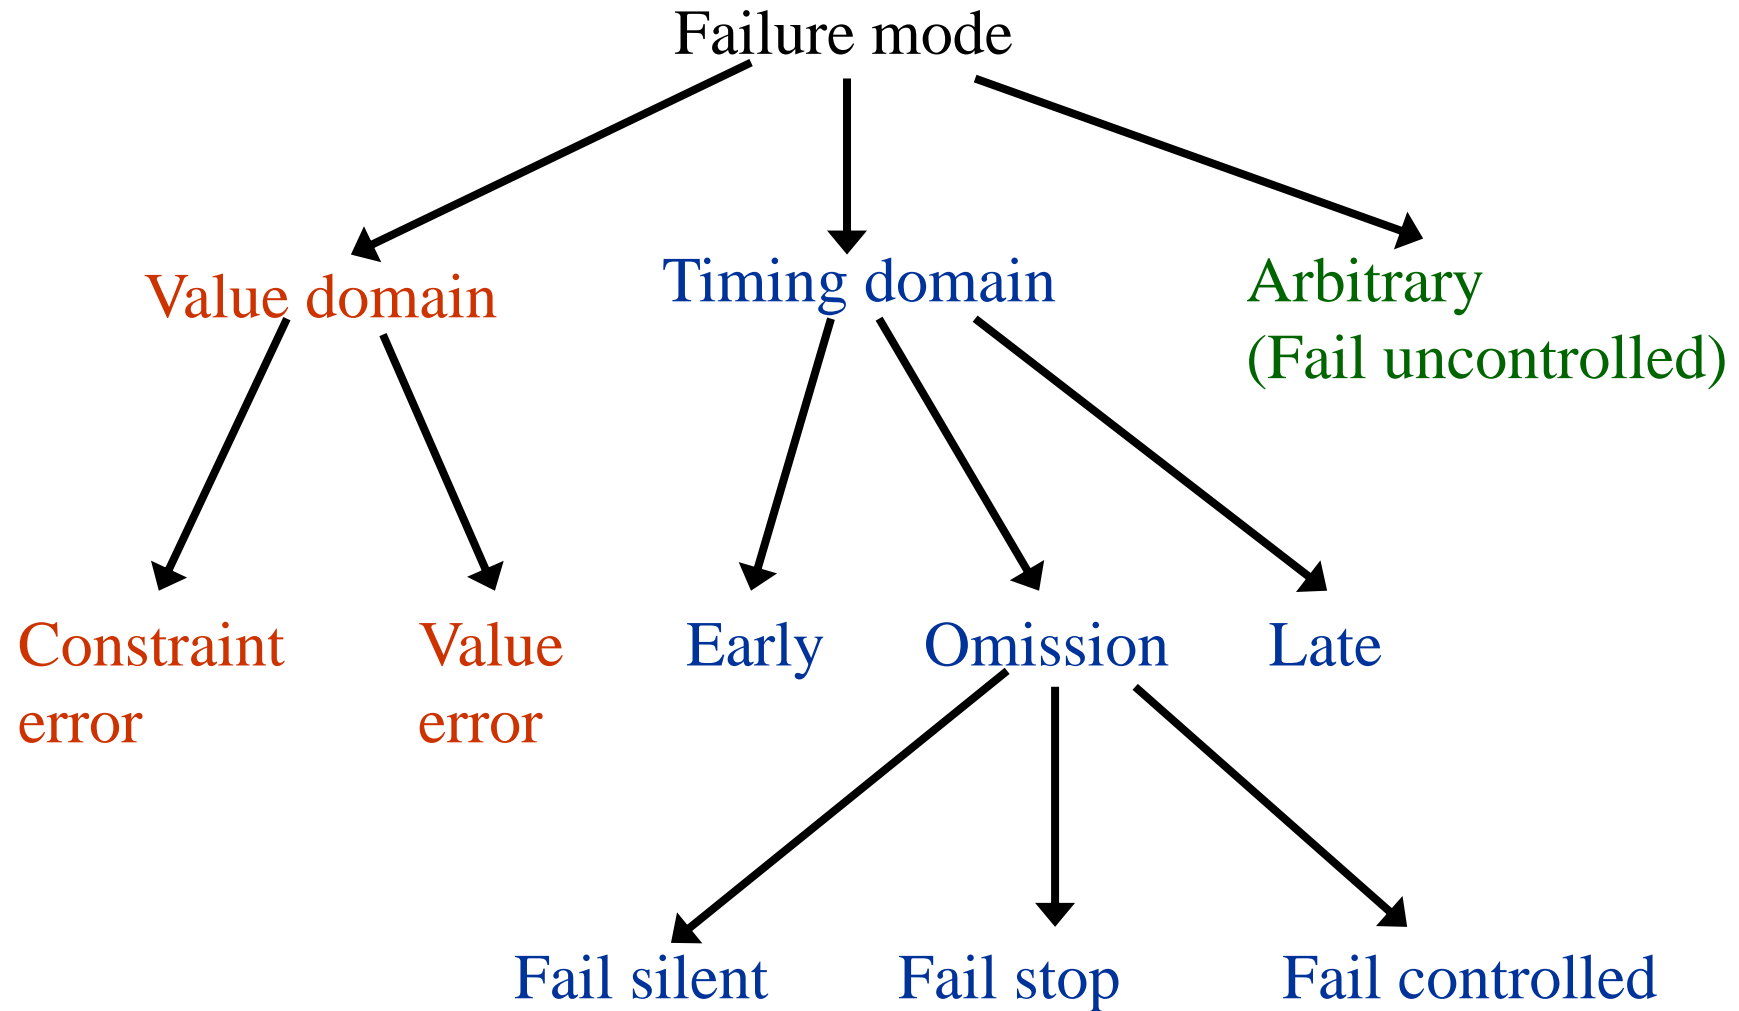 Failure mode
Value domain
Timing domain
Arbitrary
(Fail uncontrolled)
Constraint
error
Value
error
Early
Omission
Late
Fail silent
Fail stop
Fail controlled